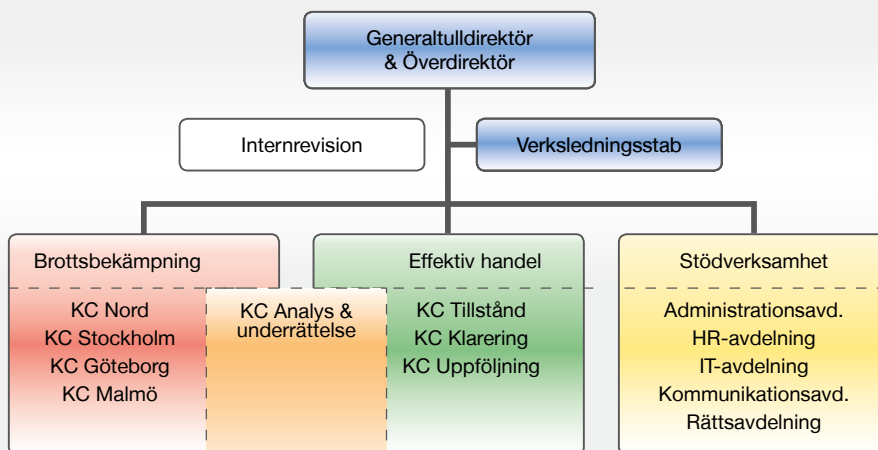 Generaltulldirektör
& Överdirektör
Internrevision
Verksledningsstab
Brottsbekämpning
KC Nord
KC Stockholm
KC Göteborg
KC Malmö
KC Analys &
underrättelse
Effektiv handel
KC Tillstånd
KC Klarering
KC Uppföljning
Stödverksamhet
Administrationsavd.
HR-avdelning
IT-avdelning
Kommunikationsavd.
Rättsavdelning